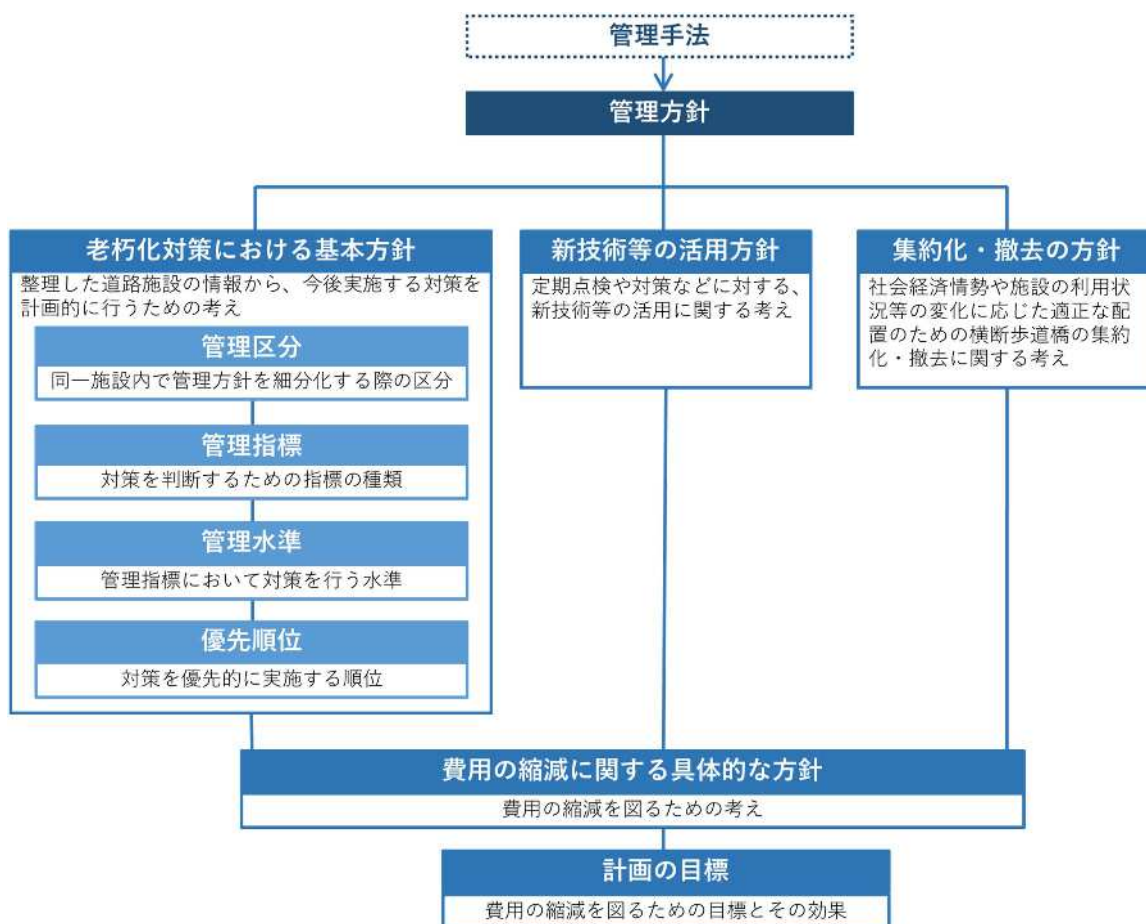 管理手法
管理方針
老朽化対策における基本方針
整理した道路施設の情報から、今後実施する対策を
計画的に行うための考え
管理区分
同一施設内で管理方針を細分化する際の区分
管理指標
対策を判断するための指標の種類
管理水準
管理指標において対策を行う水準
優先順位
対策を優先的に実施する順位
新技術等の活用方針
定期点検や対策などに対する、
新技術等の活用に関する考え
集約化・撤去の方針
社会経済情勢や施設の利用状
況等の変化に応じた適正な配
置のための横断歩道橋の集約
化・撤去に関する考え
費用の縮減に関する具体的な方針
費用の縮減を図るための考え
計画の目標
費用の縮減を図るための目標とその効果